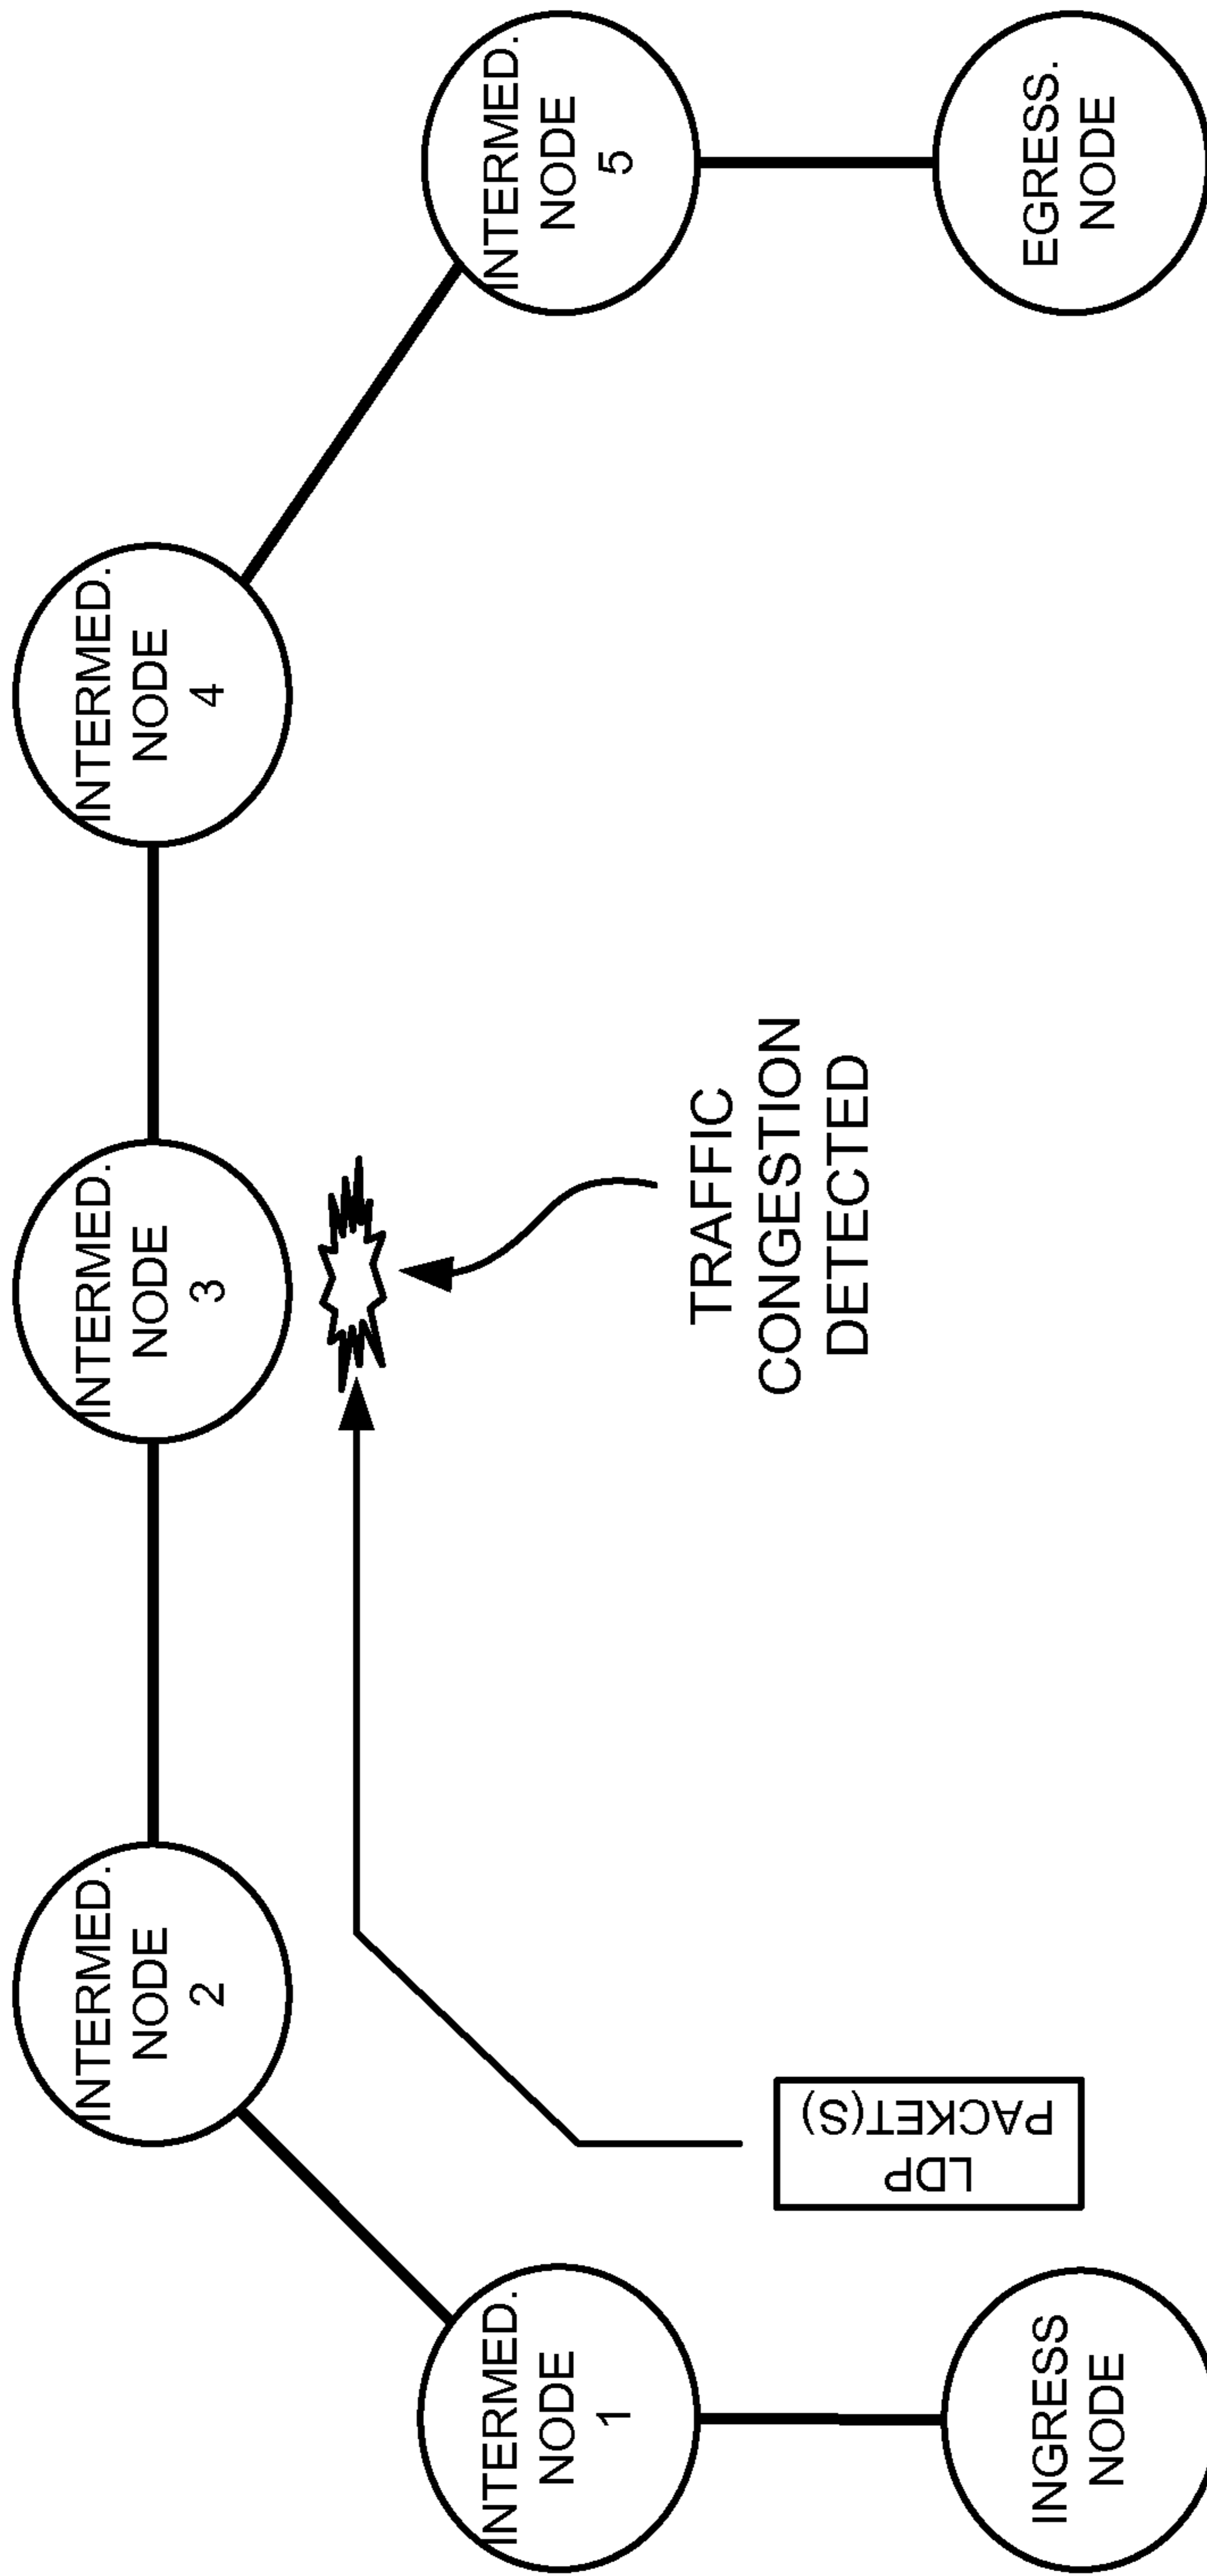 INTERMED.
NODE
2
INTERMED.
NODE
3
INTERMED.
NODE
4
INTERMED.
NODE
1
INTERMED.
NODE
5
LDP
PACKET(S)
TRAFFIC
CONGESTION
DETECTED
INGRESS
NODE
EGRESS.
NODE